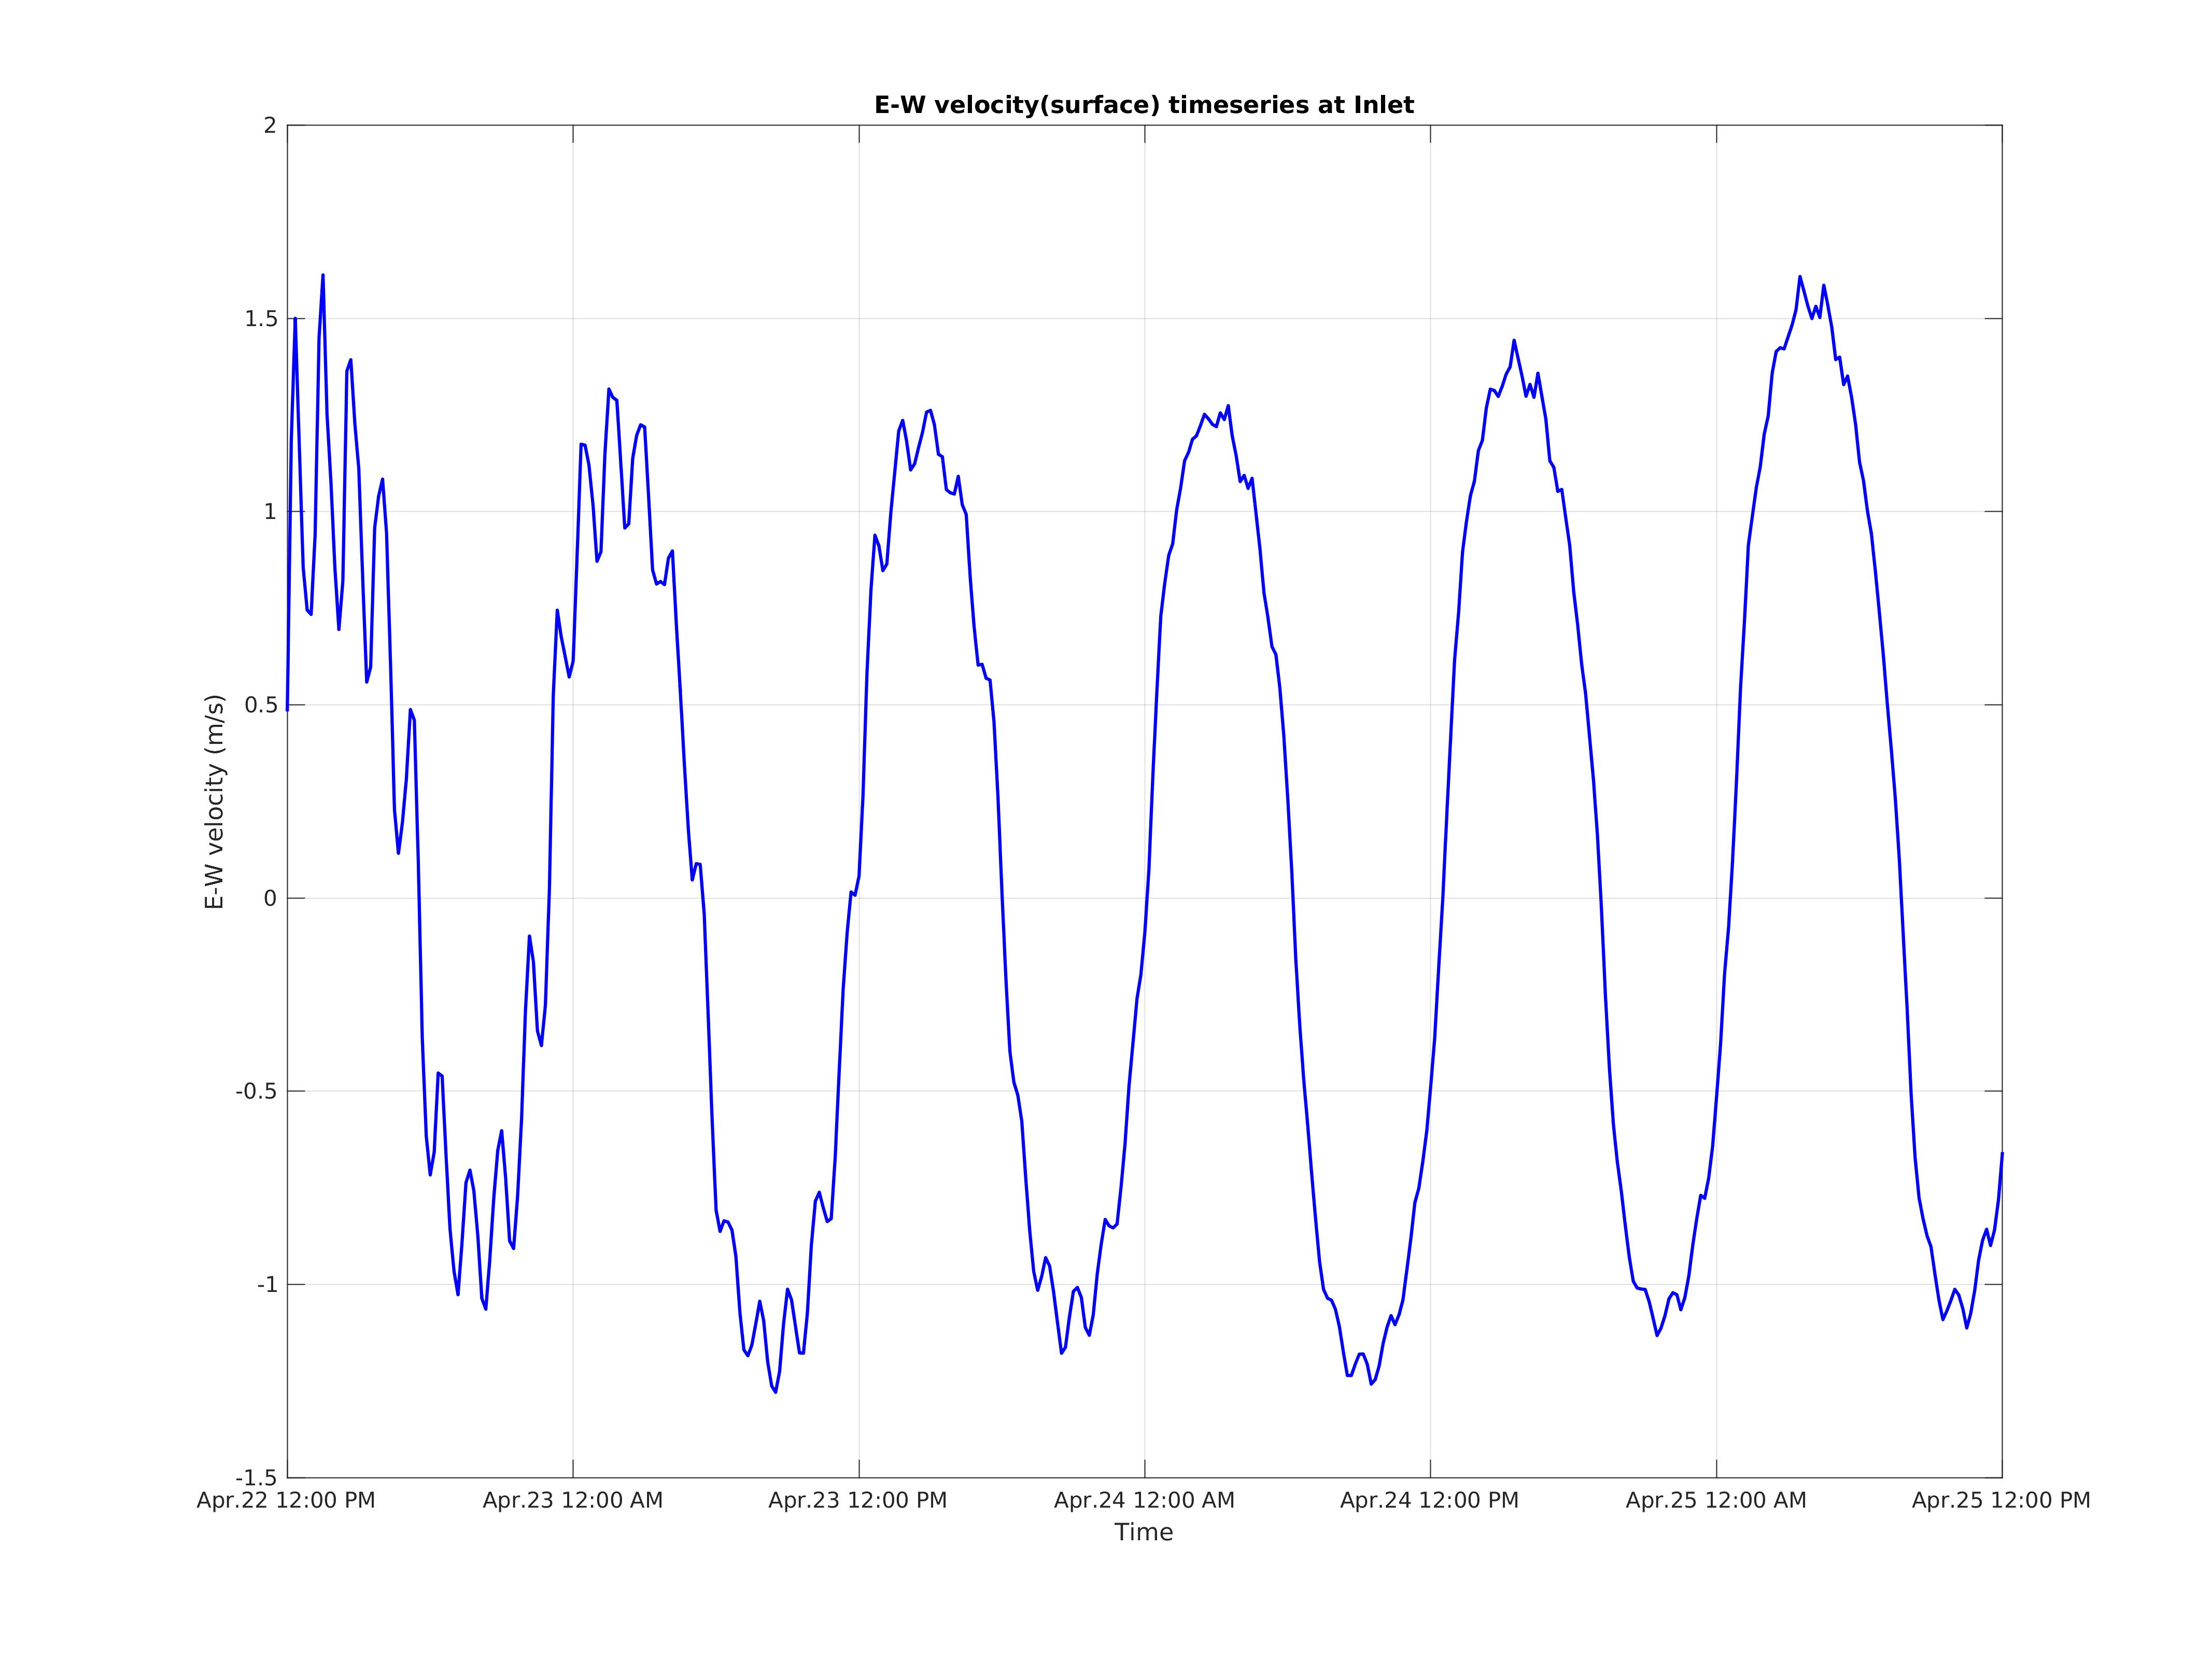 E-W velocity(surface) timeseries at Inlet
2
1.5
1
0.5
0
-0.5
-1
-1.5
E-W velocity (m/s)
Apr.22 12:00 PM Apr.23 12:00 AM Apr.23 12:00 PM Apr.24 12:00 AM Apr.24 12:00 PM Apr.25 12:00 AM Apr.25 12:00 PM
Time